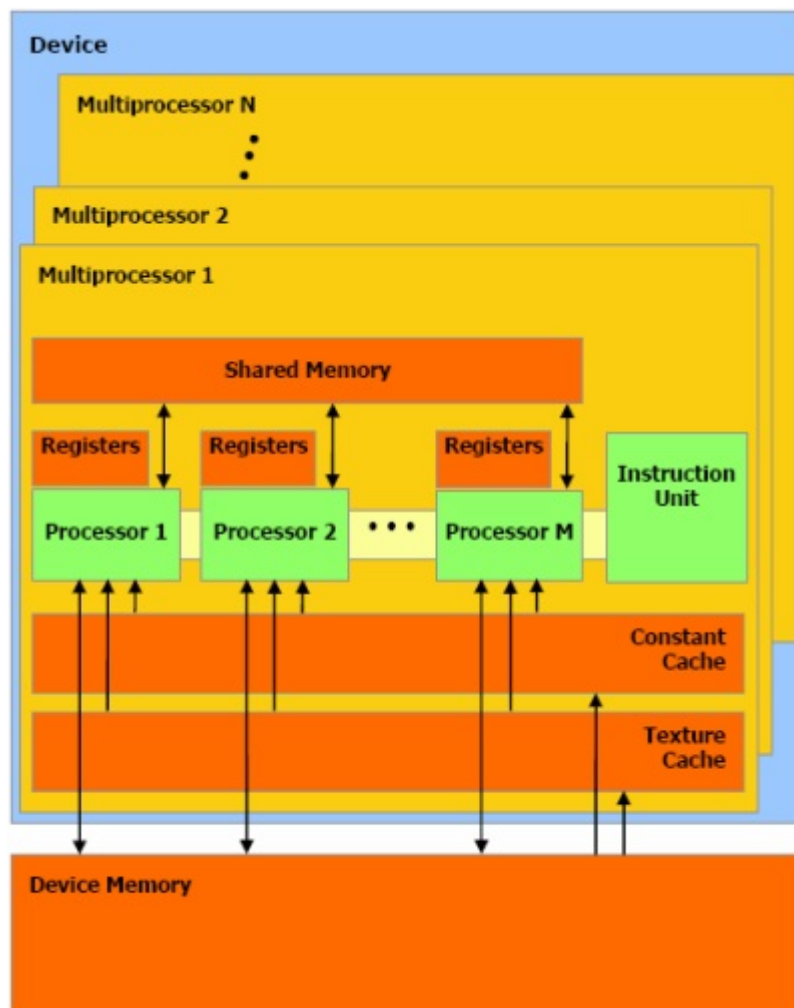 Device
Multiprocessor N
Multiprocessor 2
Multiprocessor 1
Shared Memory
Registers
Registers
Registers
Instruction
Unit
Processor 1
Processor 2
Processor M
Constant
Cache
Texture
Cache
Device Memory